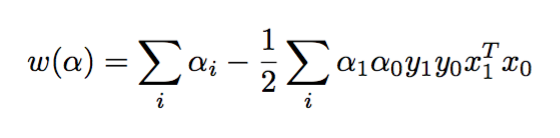 w(α) = ∑_i α_i − 1/2 ∑_i α_1 α_0 y_1 y_0 x_1^T x_0